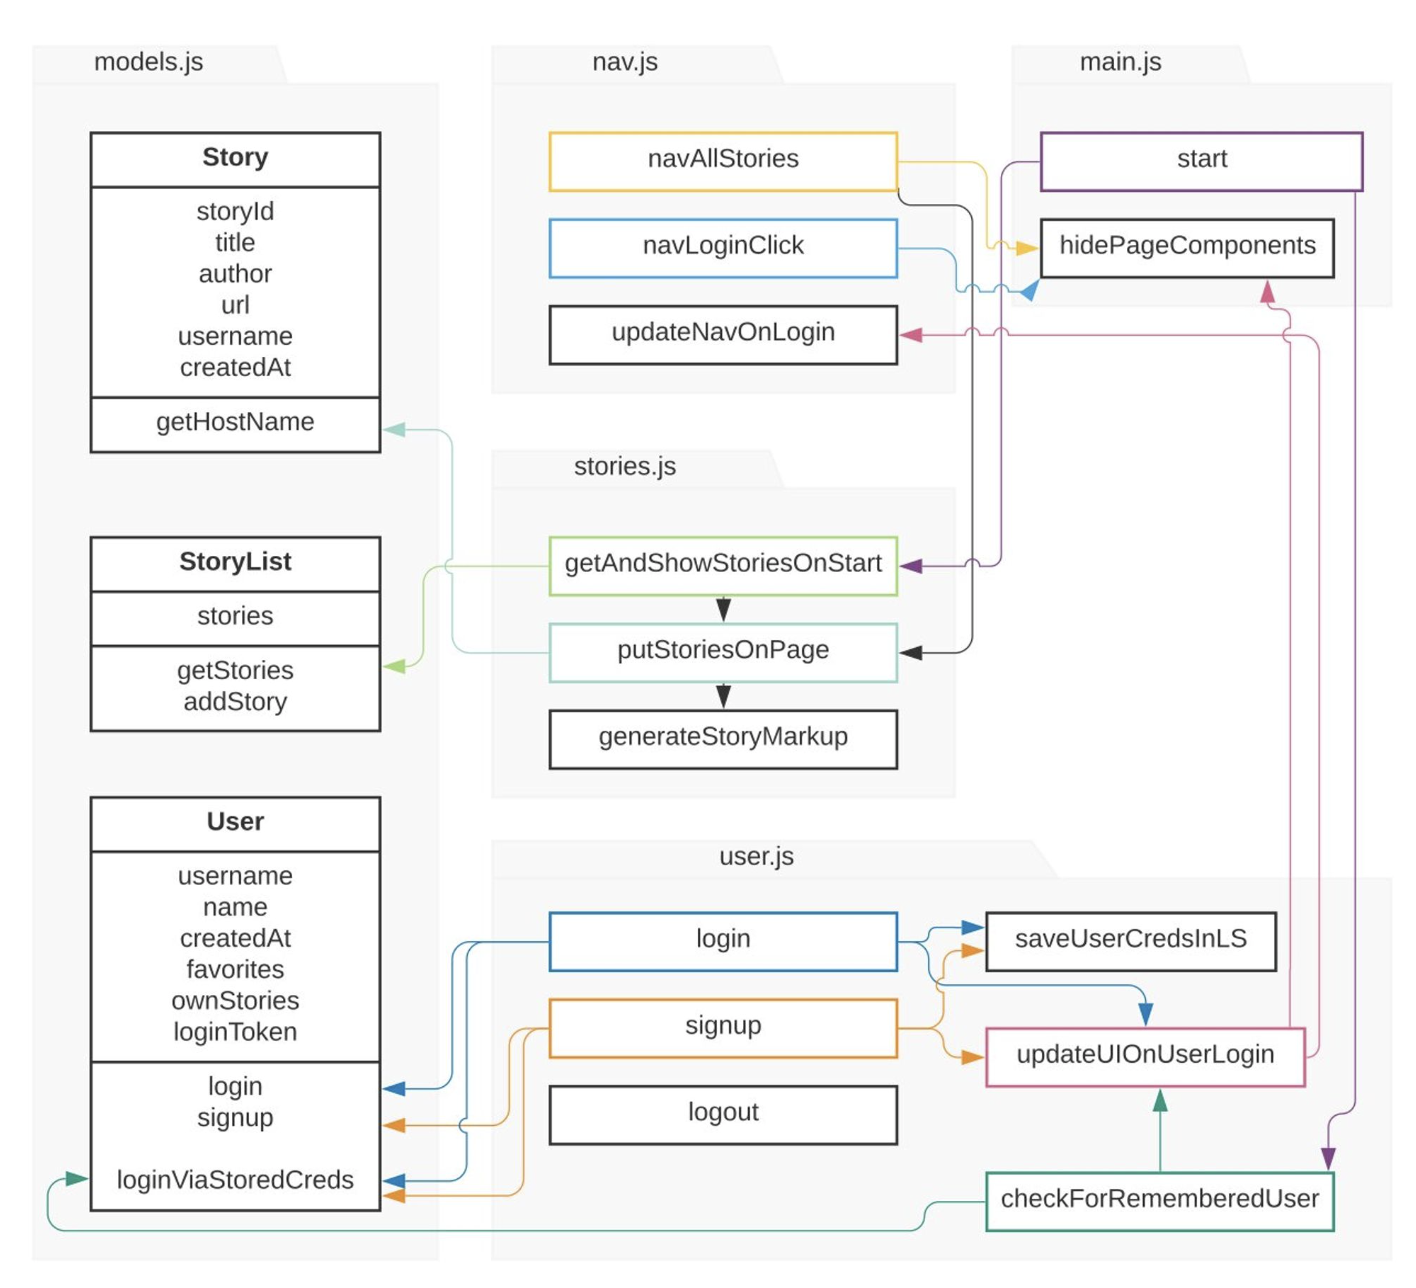 models.js
Story
storyId
title
author
url
username
createdAt
getHostName
StoryList
stories
getStories
addStory
User
username
name
createdAt
favorites
ownStories
loginToken
login
signup
loginViaStoredCreds
nav.js
navAllStories
navLoginClick
updateNavOnLogin
main.js
start
hidePageComponents
stories.js
getAndShowStoriesOnStart
putStoriesOnPage
generateStoryMarkup
user.js
login
signup
logout
saveUserCredsInLS
updateUIOnUserLogin
checkForRememberedUser